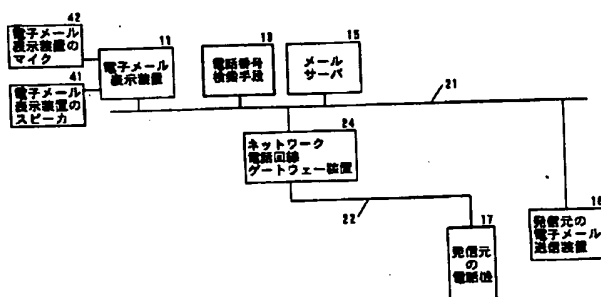 42
電子メール
表示装置の
マイク
11
電子メール
表示装置
13
電話番号
検索手段
15
メール
サーバ
41
電子メール
表示装置の
スピーカ
21
24
ネットワーク
電話回線
ゲートウェー装置
22
17
発信元
の
電話機
16
発信元の
電子メール
送信装置